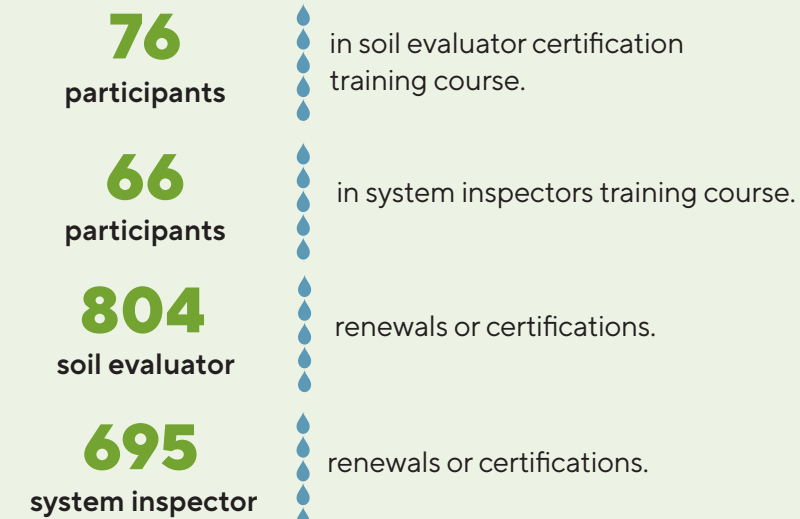 76
participants
in soil evaluator certification
training course.
66
participants
in system inspectors training course.
804
soil evaluator
renewals or certifications.
695
system inspector
renewals or certifications.